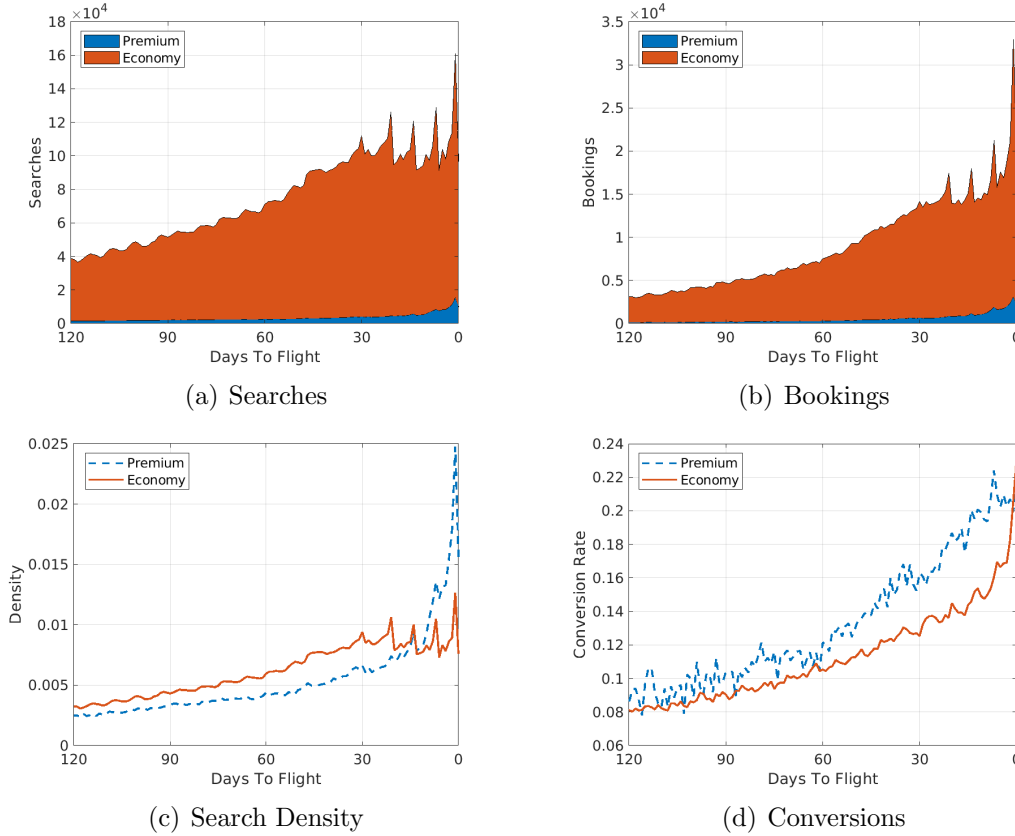 ×10⁴
18
16
14
12
10
8
6
4
2
0
Searches
Premium
Economy
120
90
60
30
0
Days To Flight
(a) Searches
×10⁴
3.5
3
2.5
2
1.5
1
0.5
0
Bookings
Premium
Economy
120
90
60
30
0
Days To Flight
(b) Bookings
0.025
0.02
0.015
0.01
0.005
0
Density
Premium
Economy
120
90
60
30
0
Days To Flight
(c) Search Density
0.24
0.22
0.2
0.18
0.16
0.14
0.12
0.1
0.08
0.06
Conversion Rate
Premium
Economy
120
90
60
30
0
Days To Flight
(d) Conversions